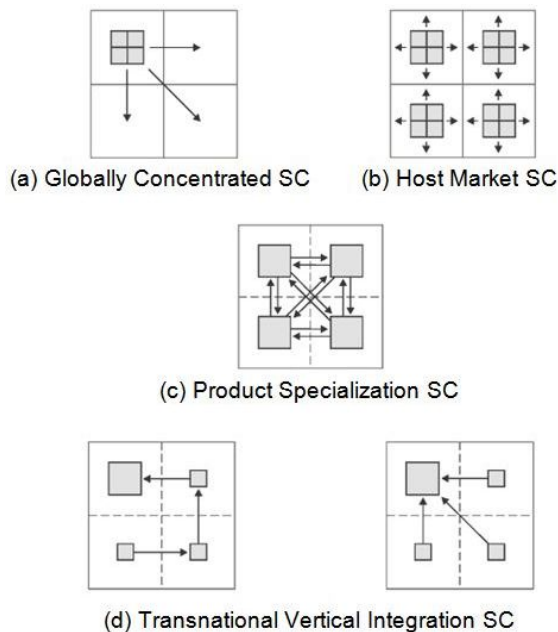 (a) Globally Concentrated SC
(b) Host Market SC
(c) Product Specialization SC
(d) Transnational Vertical Integration SC